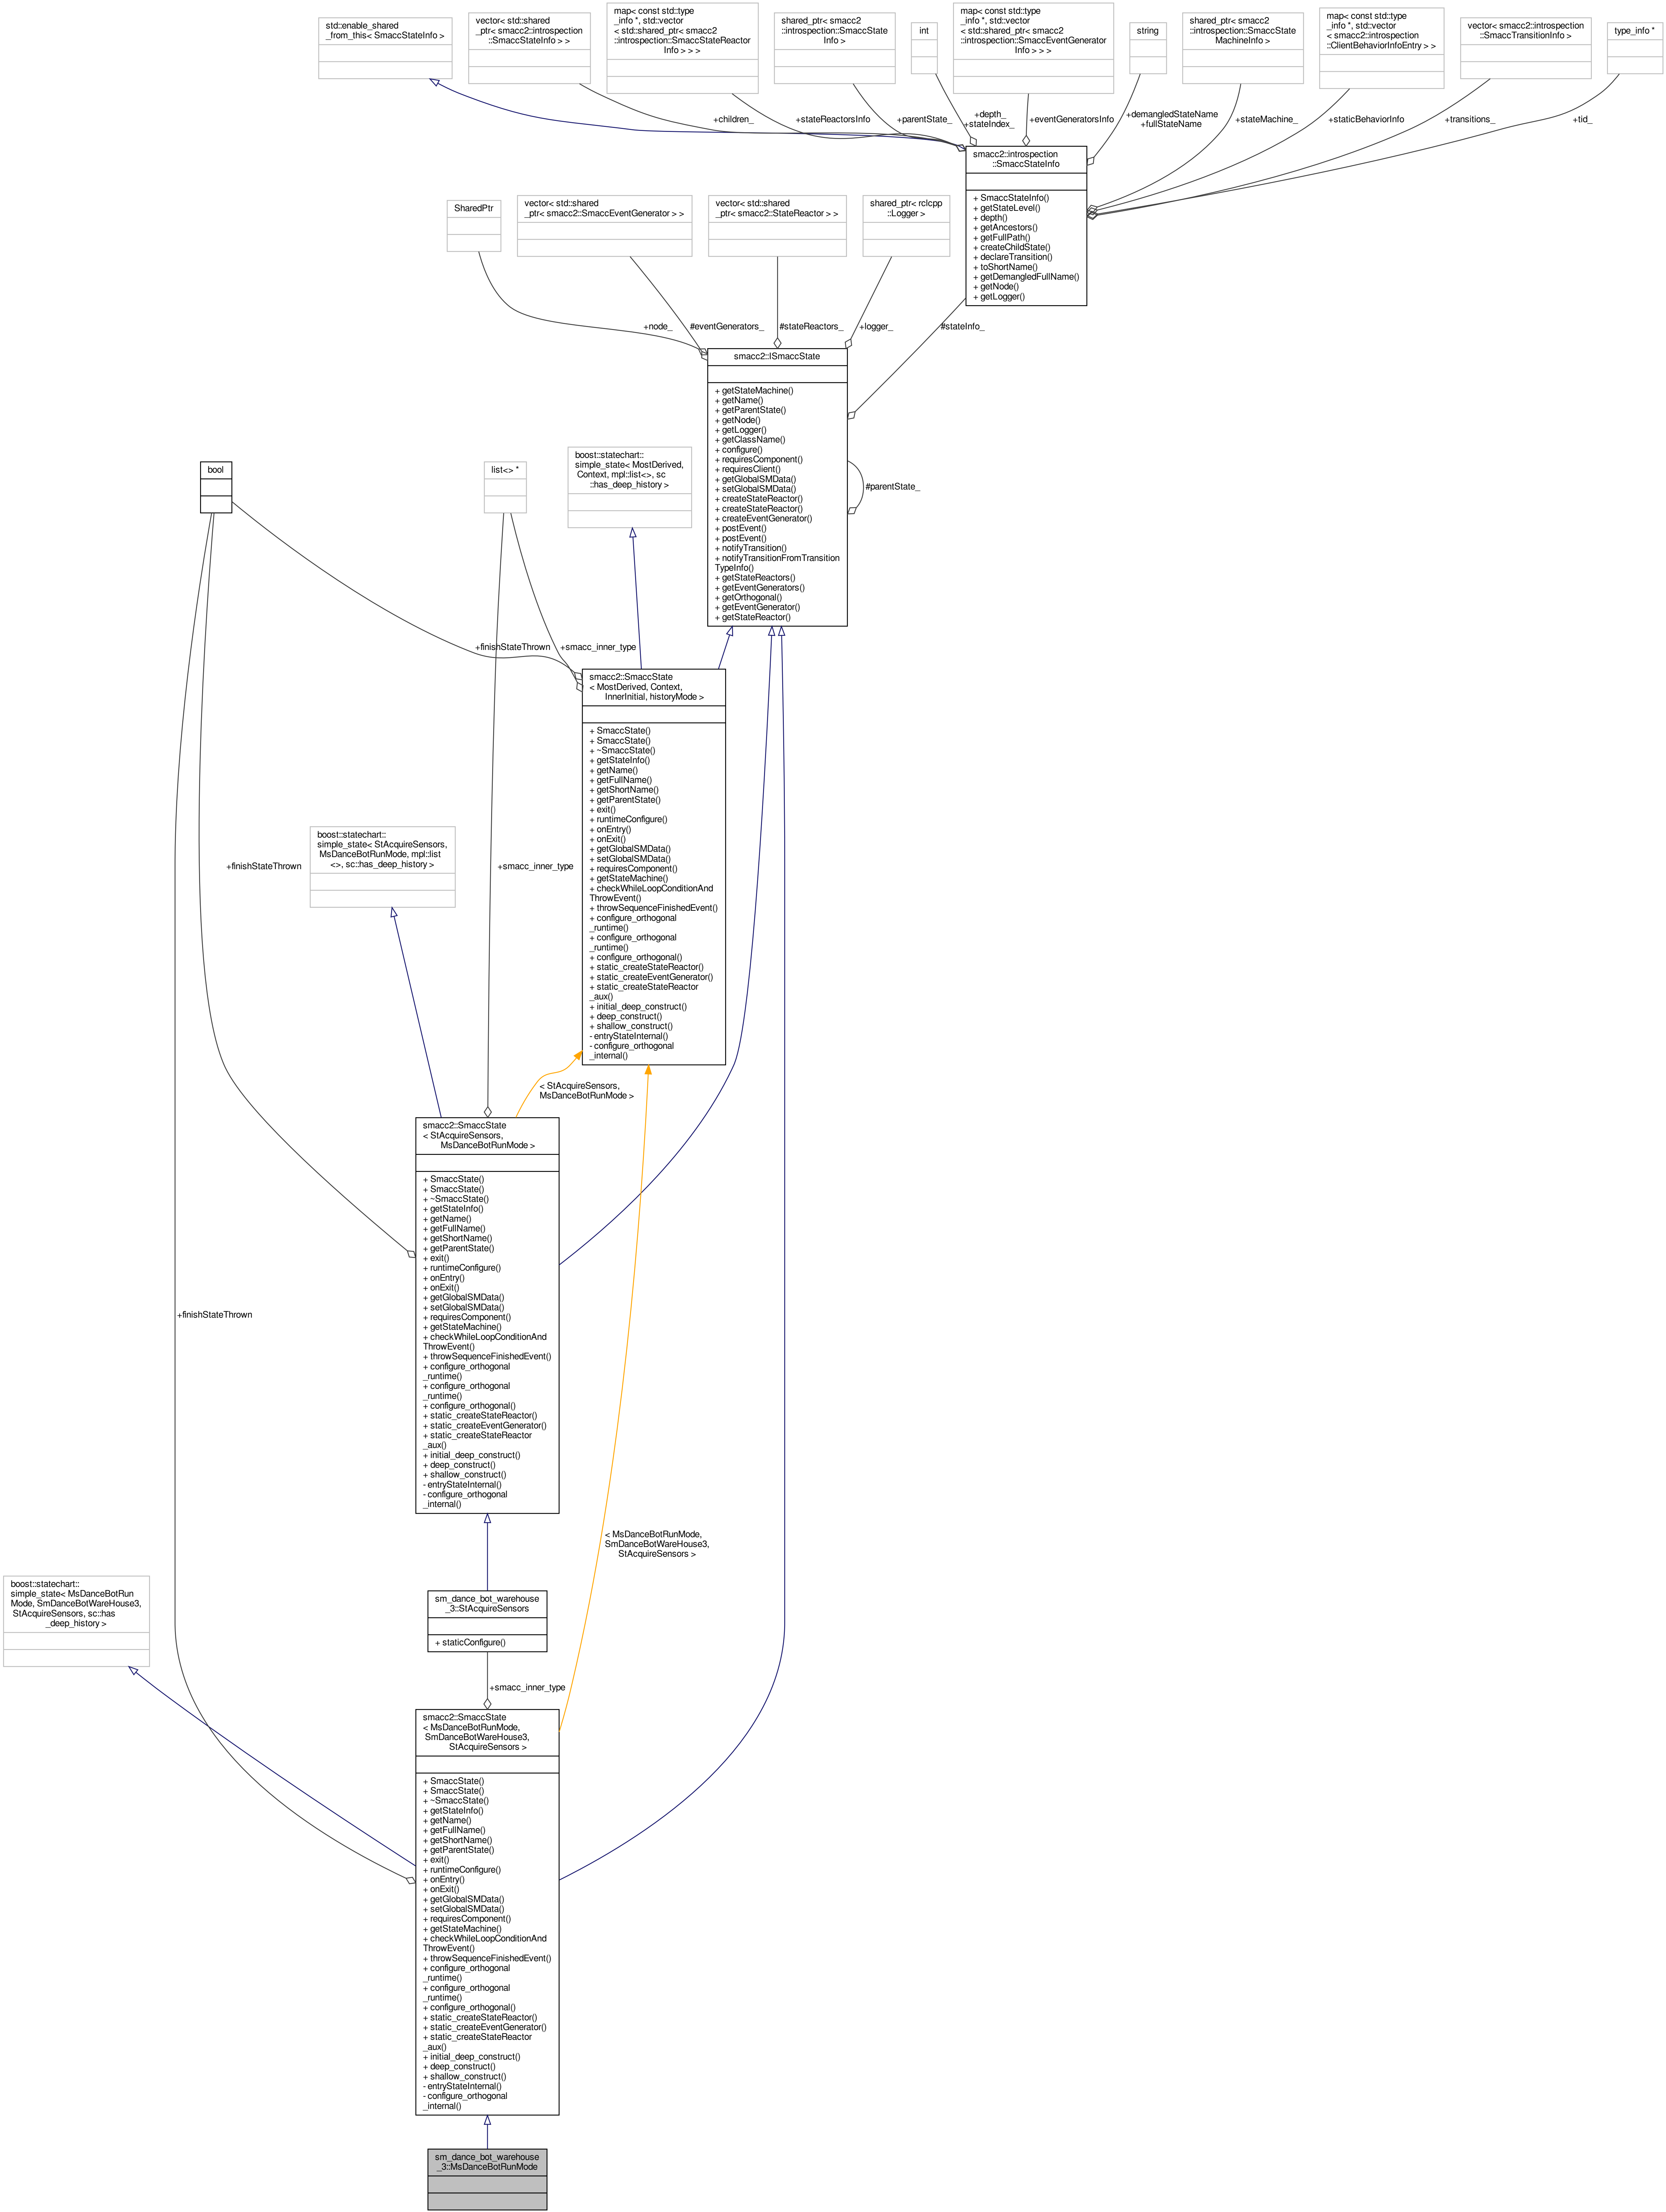 std::enable_shared
_from_this< SmaccStateInfo >
vector< std::shared
_ptr< smacc2::introspection
::SmaccStateInfo > >
map< const std::type
_info *, std::vector
< std::shared_ptr< smacc2
::introspection::SmaccStateReactor
Info > > >
shared_ptr< smacc2
::introspection::SmaccState
Info >
int
map< const std::type
_info *, std::vector
< std::shared_ptr< smacc2
::introspection::SmaccEventGenerator
Info > > >
string
shared_ptr< smacc2
::introspection::SmaccState
MachineInfo >
map< const std::type
_info *, std::vector
< smacc2::introspection
::ClientBehaviorInfoEntry > >
vector< smacc2::introspection
::SmaccTransitionInfo >
type_info *
+children_
+stateReactorsInfo
+parentState_
+depth_
+stateIndex_
+eventGeneratorsInfo
+demangledStateName
+fullStateName
+stateMachine_
+staticBehaviorInfo
+transitions_
+tid_
smacc2::introspection
::SmaccStateInfo
+ SmaccStateInfo()
+ getStateLevel()
+ depth()
+ getAncestors()
+ getFullPath()
+ createChildState()
+ declareTransition()
+ toShortName()
+ getDemangledFullName()
+ getNode()
+ getLogger()
SharedPtr
vector< std::shared
_ptr< smacc2::SmaccEventGenerator > >
vector< std::shared
_ptr< smacc2::StateReactor > >
shared_ptr< rclcpp
::Logger >
+node_
#eventGenerators_
#stateReactors_
+logger_
#stateInfo_
smacc2::ISmaccState
+ getStateMachine()
+ getName()
+ getParentState()
+ getNode()
+ getLogger()
+ getClassName()
+ configure()
+ requiresComponent()
+ requiresClient()
+ getGlobalSMData()
+ setGlobalSMData()
+ createStateReactor()
+ createStateReactor()
+ createEventGenerator()
+ postEvent()
+ postEvent()
+ notifyTransition()
+ notifyTransitionFromTransition
TypeInfo()
+ getStateReactors()
+ getEventGenerators()
+ getOrthogonal()
+ getEventGenerator()
+ getStateReactor()
#parentState_
bool
list<> *
boost::statechart::
simple_state< MostDerived,
Context, mpl::list<>, sc
::has_deep_history >
+finishStateThrown
+smacc_inner_type
smacc2::SmaccState
< MostDerived, Context,
InnerInitial, historyMode >
+ SmaccState()
+ SmaccState()
+ ~SmaccState()
+ getStateInfo()
+ getName()
+ getFullName()
+ getShortName()
+ getParentState()
+ exit()
+ runtimeConfigure()
+ onEntry()
+ onExit()
+ getGlobalSMData()
+ setGlobalSMData()
+ requiresComponent()
+ getStateMachine()
+ checkWhileLoopConditionAnd
ThrowEvent()
+ throwSequenceFinishedEvent()
+ configure_orthogonal
_runtime()
+ configure_orthogonal
_runtime()
+ configure_orthogonal()
+ static_createStateReactor()
+ static_createEventGenerator()
+ static_createStateReactor
_aux()
+ initial_deep_construct()
+ deep_construct()
+ shallow_construct()
- entryStateInternal()
- configure_orthogonal
_internal()
boost::statechart::
simple_state< StAcquireSensors,
MsDanceBotRunMode, mpl::list
<>, sc::has_deep_history >
+finishStateThrown
+smacc_inner_type
< StAcquireSensors,
MsDanceBotRunMode >
smacc2::SmaccState
< StAcquireSensors,
MsDanceBotRunMode >
+ SmaccState()
+ SmaccState()
+ ~SmaccState()
+ getStateInfo()
+ getName()
+ getFullName()
+ getShortName()
+ getParentState()
+ exit()
+ runtimeConfigure()
+ onEntry()
+ onExit()
+ getGlobalSMData()
+ setGlobalSMData()
+ requiresComponent()
+ getStateMachine()
+ checkWhileLoopConditionAnd
ThrowEvent()
+ throwSequenceFinishedEvent()
+ configure_orthogonal
_runtime()
+ configure_orthogonal
_runtime()
+ configure_orthogonal()
+ static_createStateReactor()
+ static_createEventGenerator()
+ static_createStateReactor
_aux()
+ initial_deep_construct()
+ deep_construct()
+ shallow_construct()
- entryStateInternal()
- configure_orthogonal
_internal()
+finishStateThrown
< MsDanceBotRunMode,
SmDanceBotWareHouse3,
StAcquireSensors >
boost::statechart::
simple_state< MsDanceBotRun
Mode, SmDanceBotWareHouse3,
StAcquireSensors, sc::has
_deep_history >
sm_dance_bot_warehouse
_3::StAcquireSensors
+ staticConfigure()
+smacc_inner_type
smacc2::SmaccState
< MsDanceBotRunMode,
SmDanceBotWareHouse3,
StAcquireSensors >
+ SmaccState()
+ SmaccState()
+ ~SmaccState()
+ getStateInfo()
+ getName()
+ getFullName()
+ getShortName()
+ getParentState()
+ exit()
+ runtimeConfigure()
+ onEntry()
+ onExit()
+ getGlobalSMData()
+ setGlobalSMData()
+ requiresComponent()
+ getStateMachine()
+ checkWhileLoopConditionAnd
ThrowEvent()
+ throwSequenceFinishedEvent()
+ configure_orthogonal
_runtime()
+ configure_orthogonal
_runtime()
+ configure_orthogonal()
+ static_createStateReactor()
+ static_createEventGenerator()
+ static_createStateReactor
_aux()
+ initial_deep_construct()
+ deep_construct()
+ shallow_construct()
- entryStateInternal()
- configure_orthogonal
_internal()
sm_dance_bot_warehouse
_3::MsDanceBotRunMode